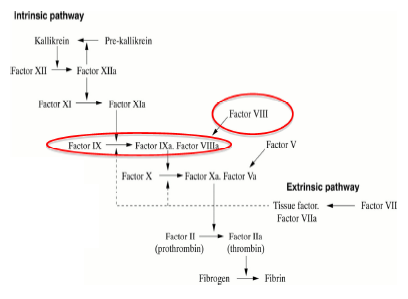 Intrinsic pathway
Kallikrein Pre-kallikrein
Factor XII Factor XIIa
Factor XI Factor XIa
Factor VIII
Factor IX Factor IXa. Factor VIIIa
Factor V
Factor X Factor Xa. Factor Va
Extrinsic pathway
Tissue factor. Factor VII
Factor VIIa
Factor II Factor IIa
(prothrombin) (thrombin)
Fibrogen Fibrin